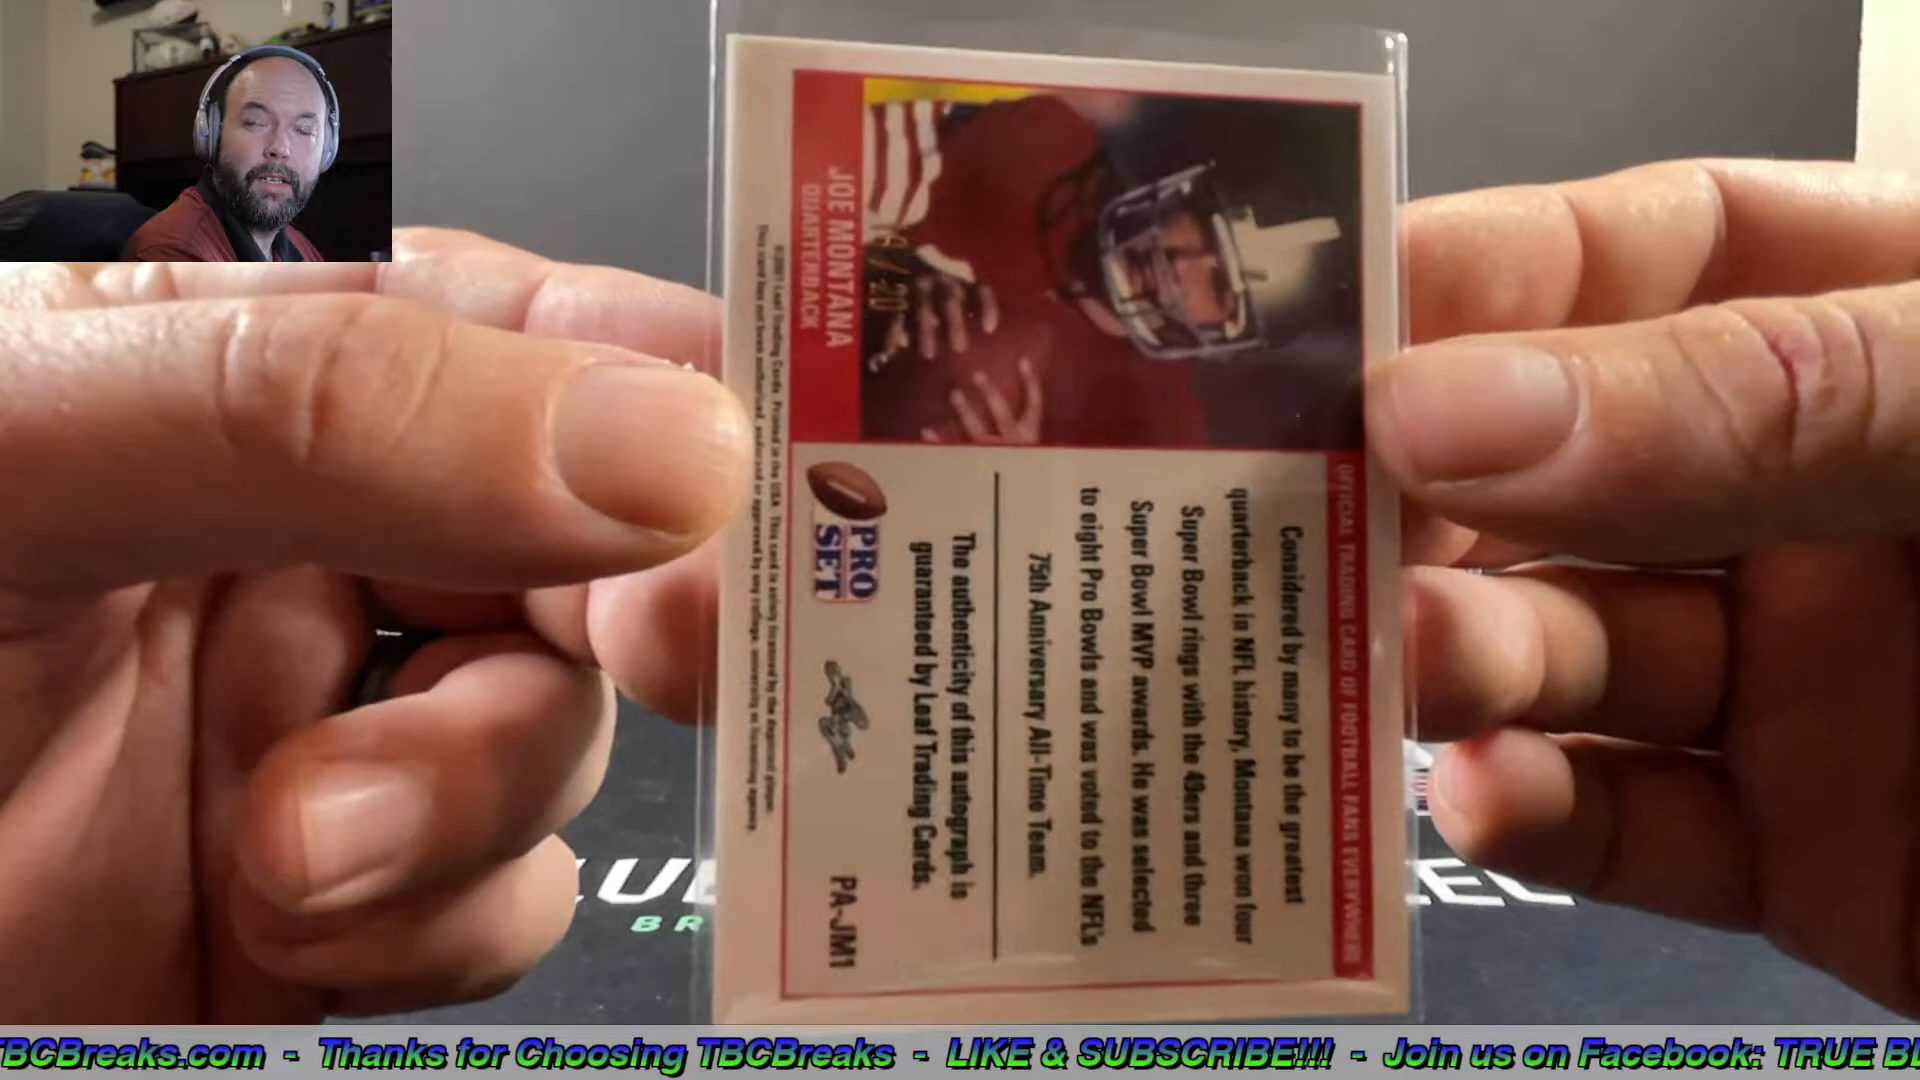 OFFICIAL TRADING CARD OF FOOTBALL FANS EVERYWHERE
Considered by many to be the greatest
quarterback in NFL history, Montana won four
Super Bowl rings with the 49ers and three
Super Bowl MVP awards. He was selected
to eight Pro Bowls and was voted to the NFL's
75th Anniversary All-Time Team.
The authenticity of this autograph is
guaranteed by Leaf Trading Cards.
PRO
SET
Leaf
PA-JM1
JOE MONTANA
QUARTERBACK
/ 20
BR
TBCBreaks.com - Thanks for Choosing TBCBreaks - LIKE & SUBSCRIBE!!! - Join us on Facebook: TRUE BL